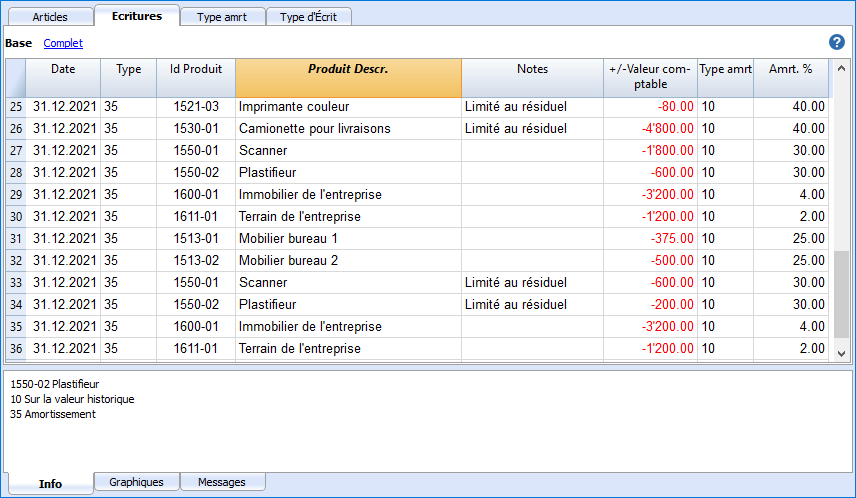 Articles Ecritures Type amrt Type d'Écrit
Base Complet ?
Date Type Id Produit Produit Descr. Notes +/-Valeur com-
ptable Type amrt Amrt. %
25 31.12.2021 35 1521-03 Imprimante couleur Limité au résiduel -80.00 10 40.00
26 31.12.2021 35 1530-01 Camionette pour livraisons Limité au résiduel -4'800.00 10 40.00
27 31.12.2021 35 1550-01 Scanner -1'800.00 10 30.00
28 31.12.2021 35 1550-02 Plastifieur -600.00 10 30.00
29 31.12.2021 35 1600-01 Immobilier de l'entreprise -3'200.00 10 4.00
30 31.12.2021 35 1611-01 Terrain de l'entreprise -1'200.00 10 2.00
31 31.12.2021 35 1513-01 Mobilier bureau 1 -375.00 10 25.00
32 31.12.2021 35 1513-02 Mobilier bureau 2 -500.00 10 25.00
33 31.12.2021 35 1550-01 Scanner Limité au résiduel -600.00 10 30.00
34 31.12.2021 35 1550-02 Plastifieur Limité au résiduel -200.00 10 30.00
35 31.12.2021 35 1600-01 Immobilier de l'entreprise -3'200.00 10 4.00
36 31.12.2021 35 1611-01 Terrain de l'entreprise -1'200.00 10 2.00
1550-02 Plastifieur
10 Sur la valeur historique
35 Amortissement
Info Graphiques Messages